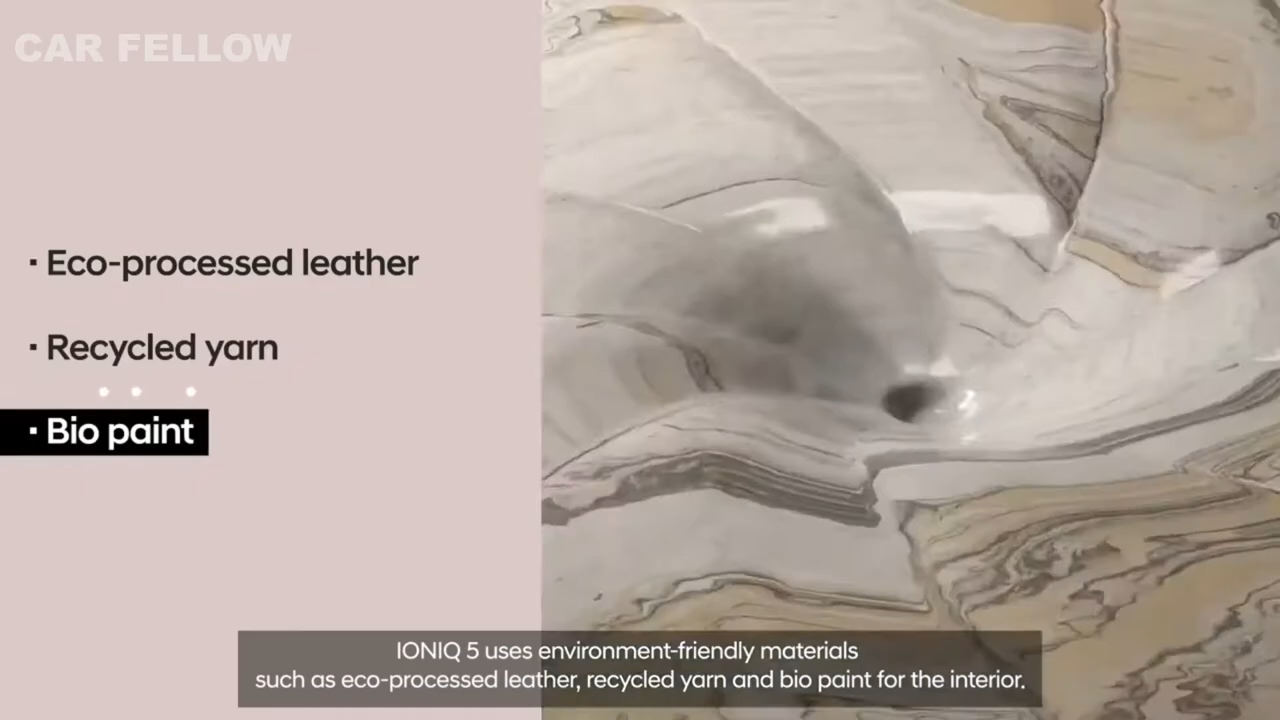 CAR FELLOW
· Eco-processed leather
· Recycled yarn
· Bio paint
IONIQ 5 uses environment-friendly materials
such as eco-processed leather, recycled yarn and bio paint for the interior.